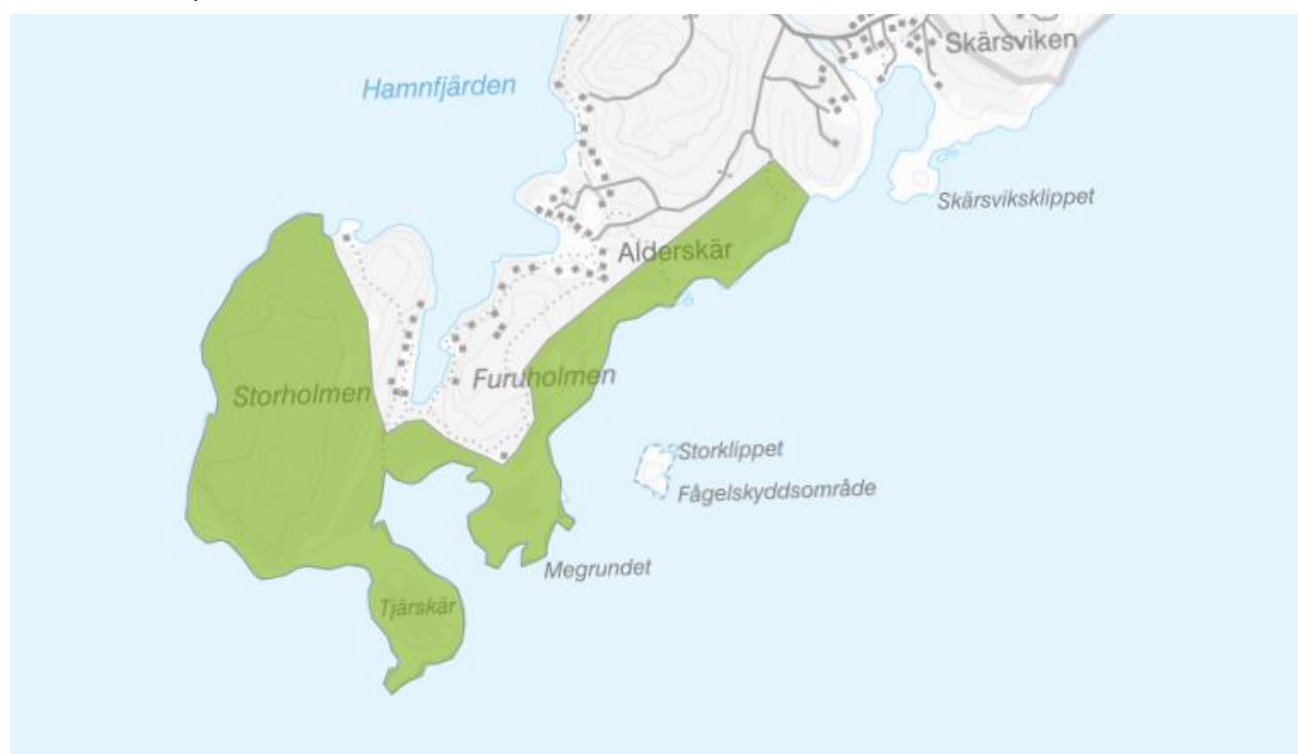 Skärsviken
Hamnfjärden
Skärsviksklippet
Alderskär
Furuholmen
Storholmen
Storklippet
Fågelskyddsområde
Megrundet
Tjärskär